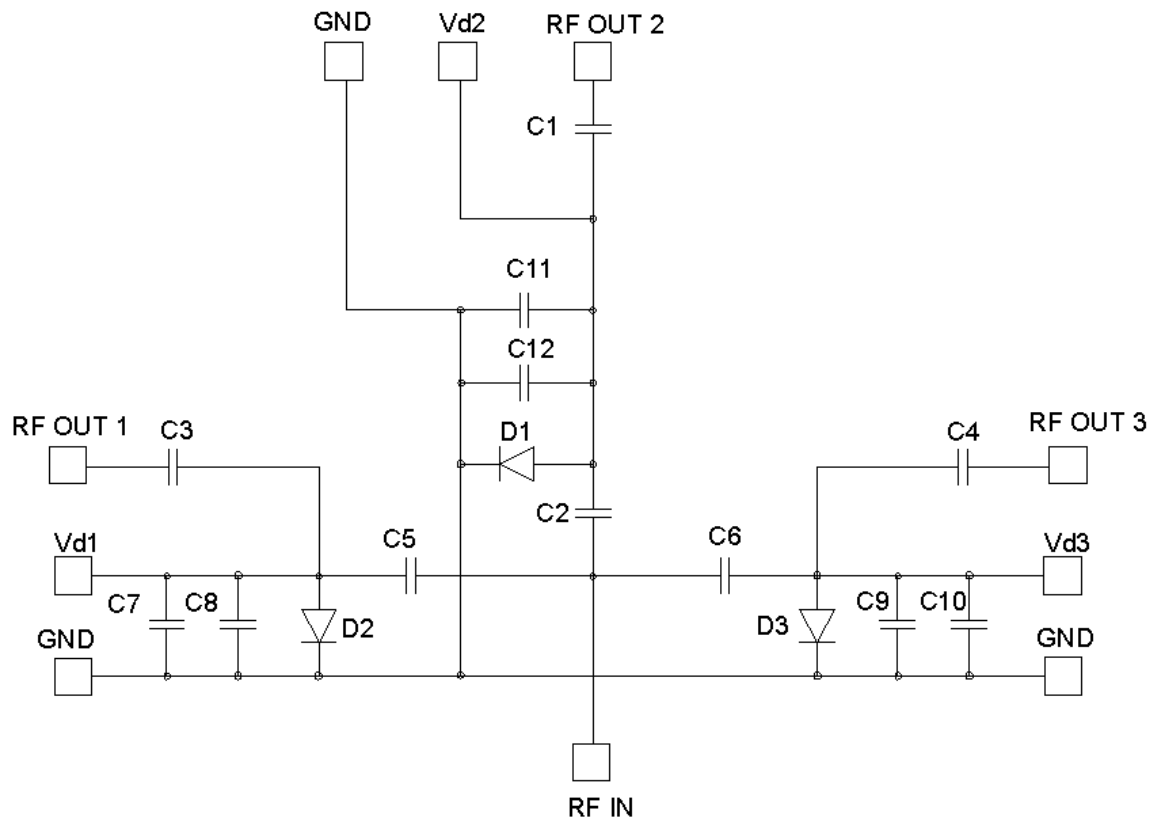 GND
Vd2
RF OUT 2
C1
C11
C12
RF OUT 1
C3
D1
C4
RF OUT 3
C2
Vd1
C5
C6
Vd3
C7
C8
D2
D3
C9
C10
GND
GND
RF IN